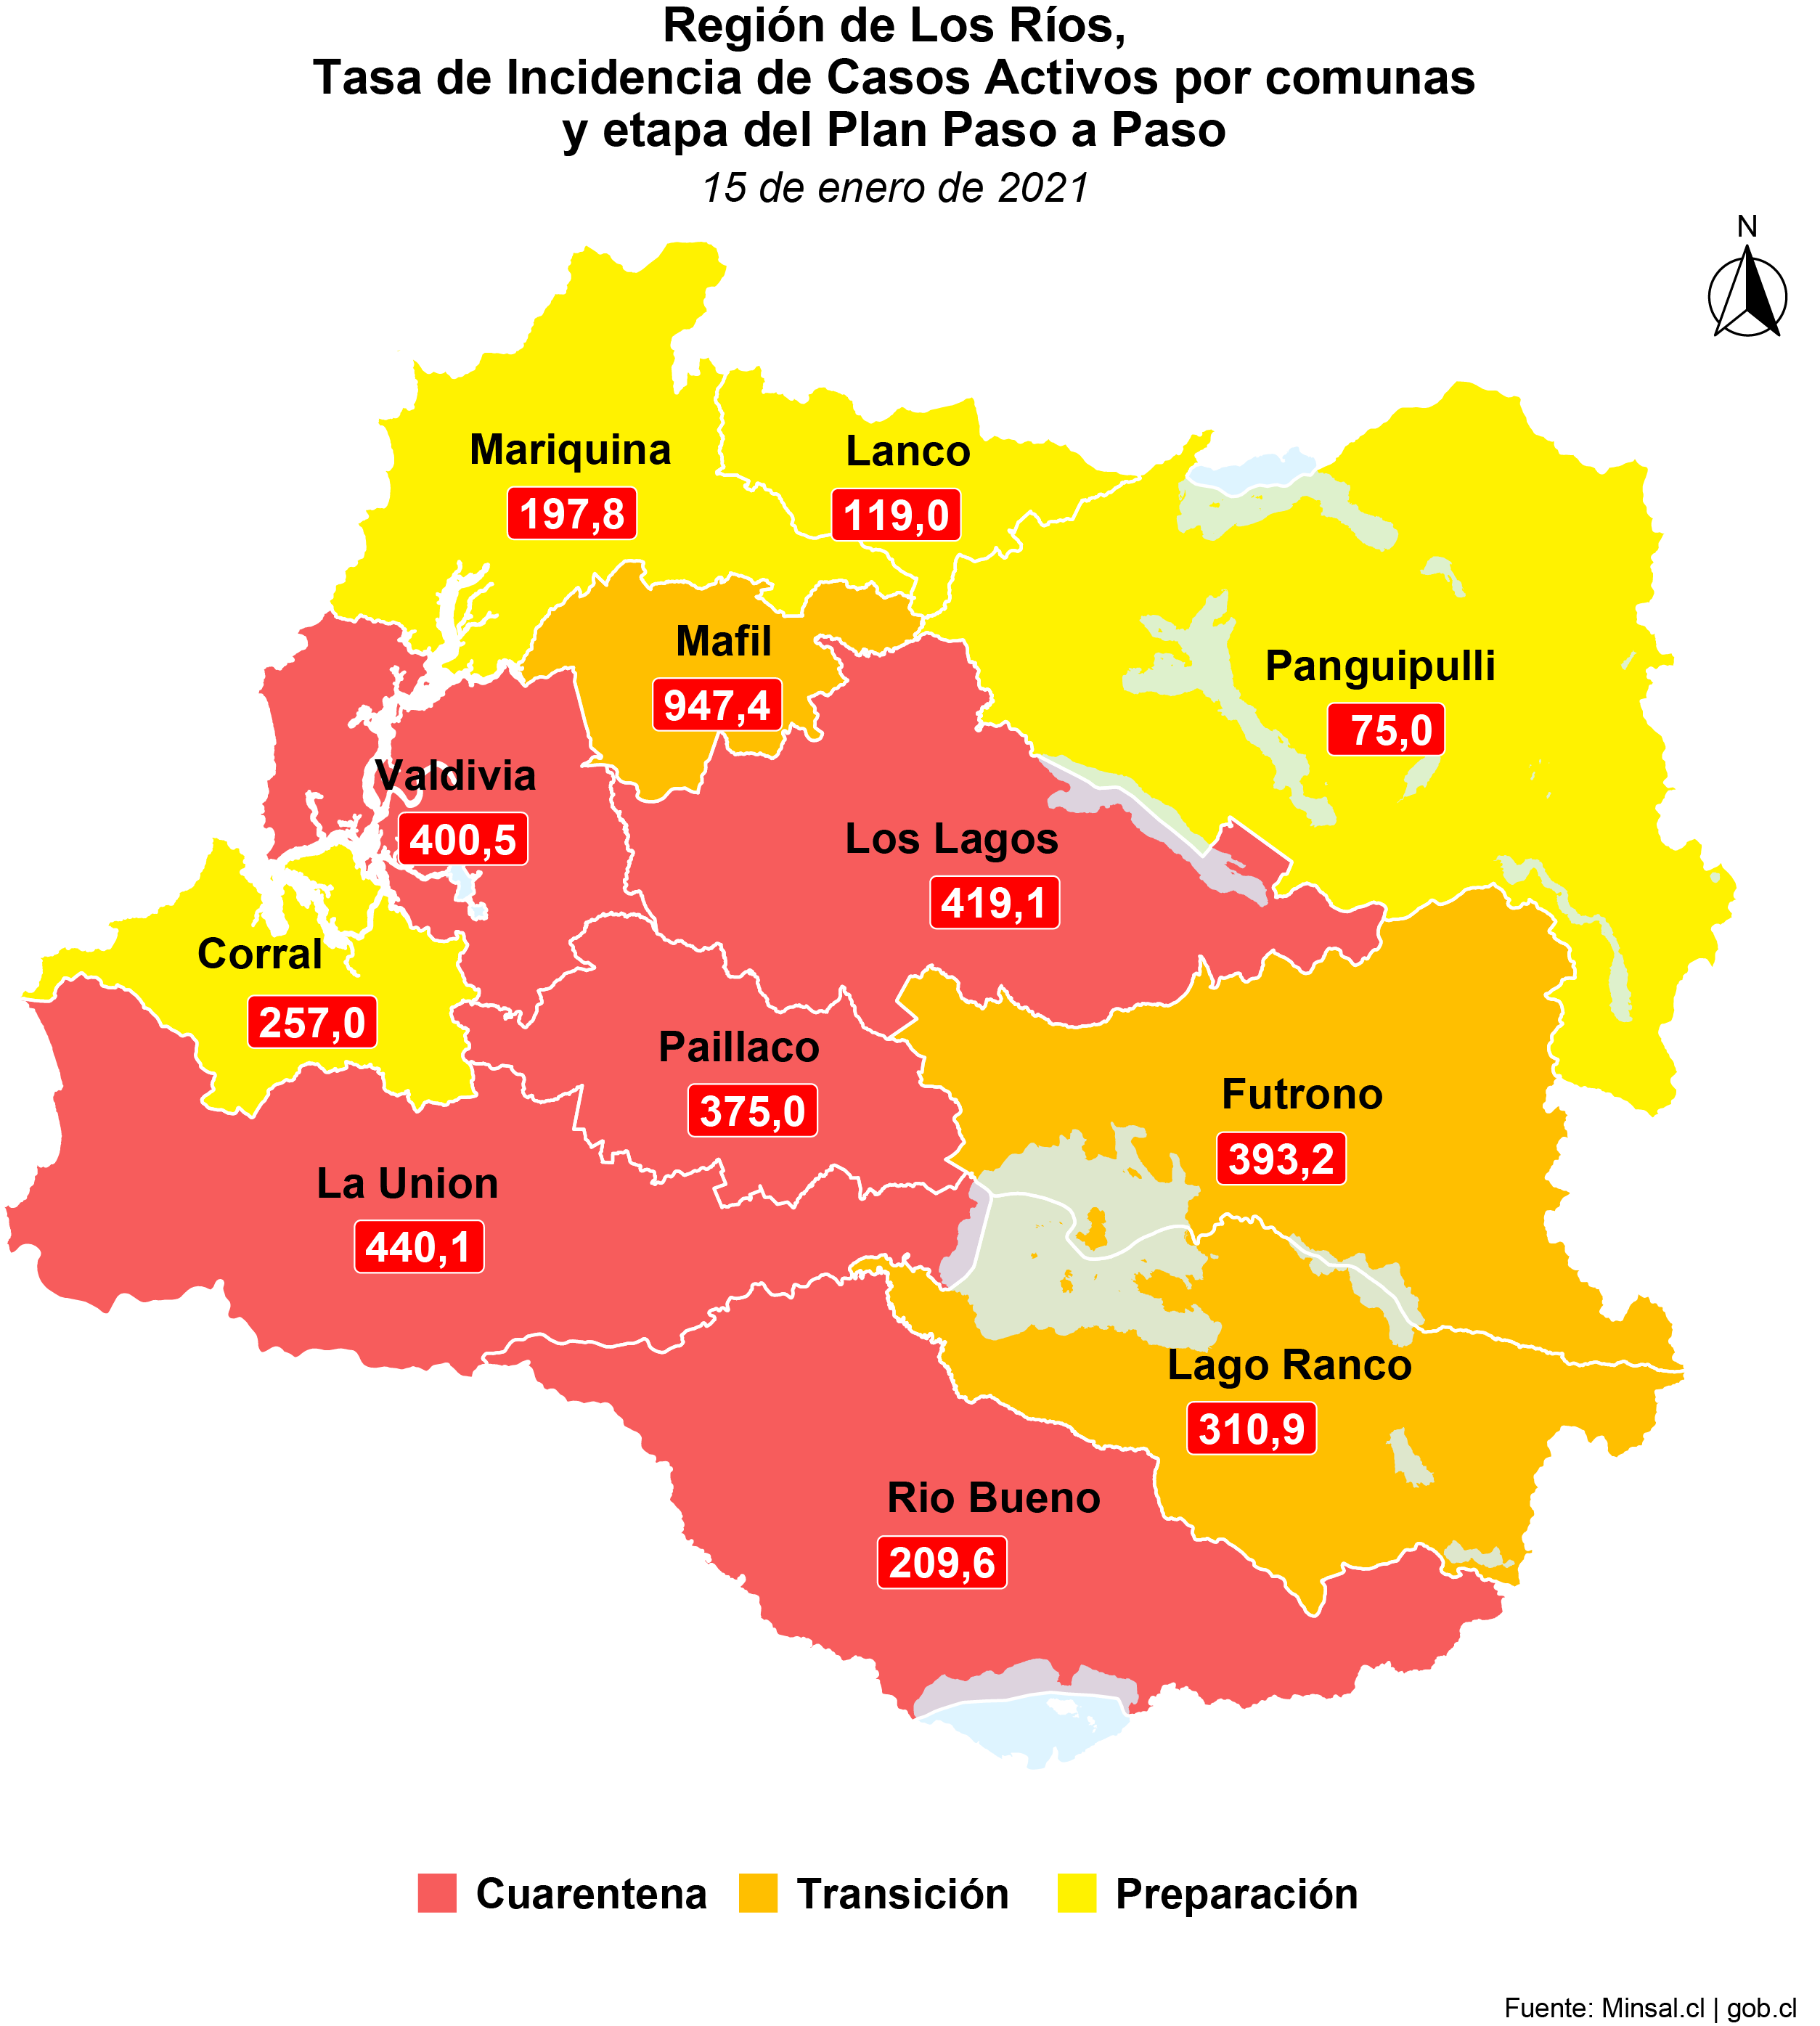 Región de Los Ríos,
Tasa de Incidencia de Casos Activos por comunas
y etapa del Plan Paso a Paso
15 de enero de 2021
N
Mariquina
197,8
Lanco
119,0
Mafil
947,4
Panguipulli
75,0
Valdivia
400,5
Los Lagos
419,1
Corral
257,0
Paillaco
375,0
Futrono
393,2
La Union
440,1
Lago Ranco
310,9
Rio Bueno
209,6
Cuarentena
Transición
Preparación
Fuente: Minsal.cl | gob.cl